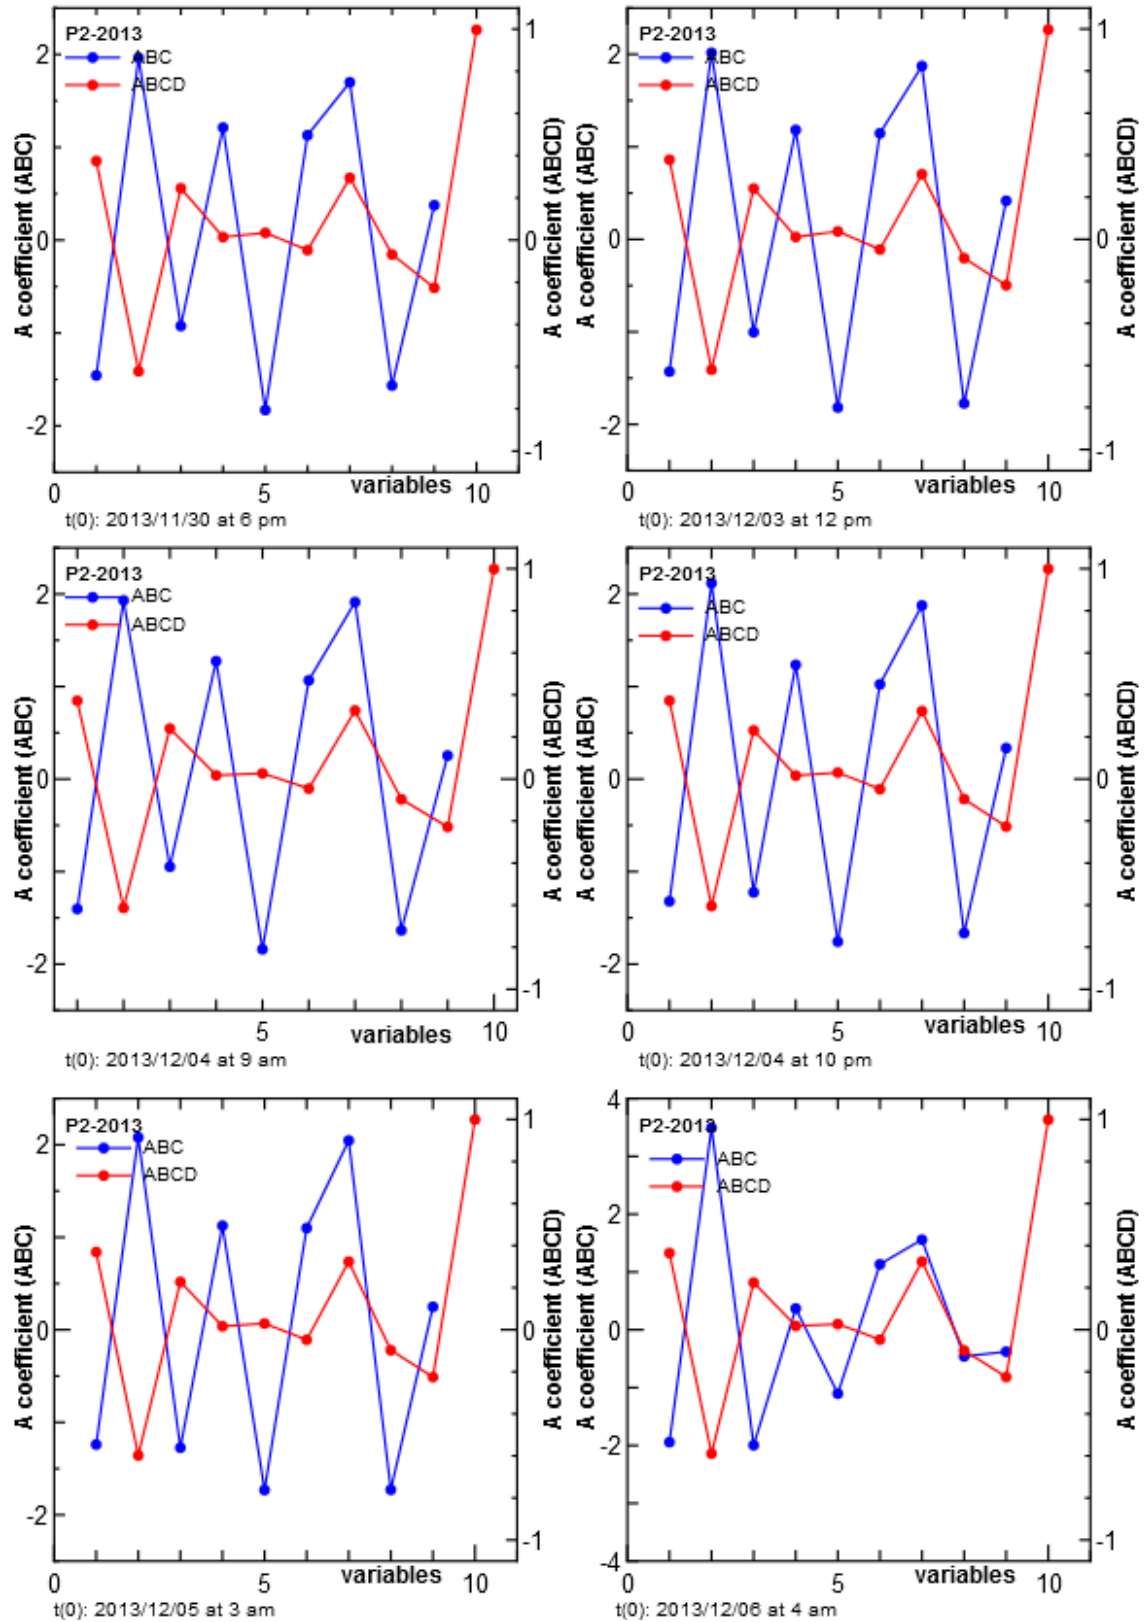 P2-2013
ABC
ABCD
A coefficient (ABC)
A coefficient (ABCD)
2
0
-2
1
0
-1
0
5
10
variables
t(0): 2013/11/30 at 6 pm
P2-2013
ABC
ABCD
A coefficient (ABC)
A coefficient (ABCD)
2
0
-2
1
0
-1
0
5
10
variables
t(0): 2013/12/03 at 12 pm
P2-2013
ABC
ABCD
A coefficient (ABC)
A coefficient (ABCD)
2
0
-2
1
0
-1
5
10
variables
t(0): 2013/12/04 at 9 am
P2-2013
ABC
ABCD
A coefficient (ABC)
A coefficient (ABCD)
2
0
-2
1
0
-1
0
5
10
variables
t(0): 2013/12/04 at 10 pm
P2-2013
ABC
ABCD
A coefficient (ABC)
A coefficient (ABCD)
2
0
-2
1
0
-1
0
5
10
variables
t(0): 2013/12/05 at 3 am
P2-2013
ABC
ABCD
A coefficient (ABC)
A coefficient (ABCD)
4
2
0
-2
-4
1
0
-1
0
5
10
variables
t(0): 2013/12/06 at 4 am